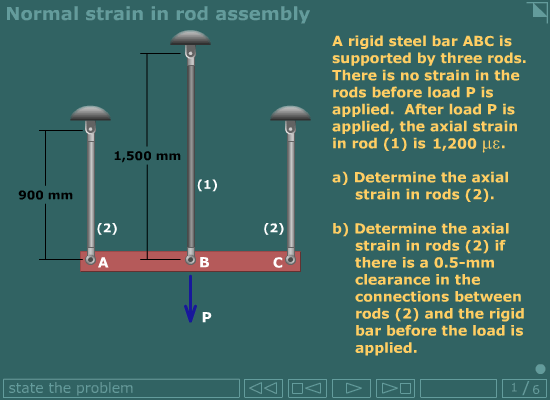 Normal strain in rod assembly
A rigid steel bar ABC is
supported by three rods.
There is no strain in the
rods before load P is
applied.  After load P is
applied, the axial strain
in rod (1) is 1,200 με.
a) Determine the axial
strain in rods (2).
b) Determine the axial
strain in rods (2) if
there is a 0.5-mm
clearance in the
connections between
rods (2) and the rigid
bar before the load is
applied.
1,500 mm
900 mm
(1)
(2)
(2)
A
B
C
P
state the problem
1 / 6